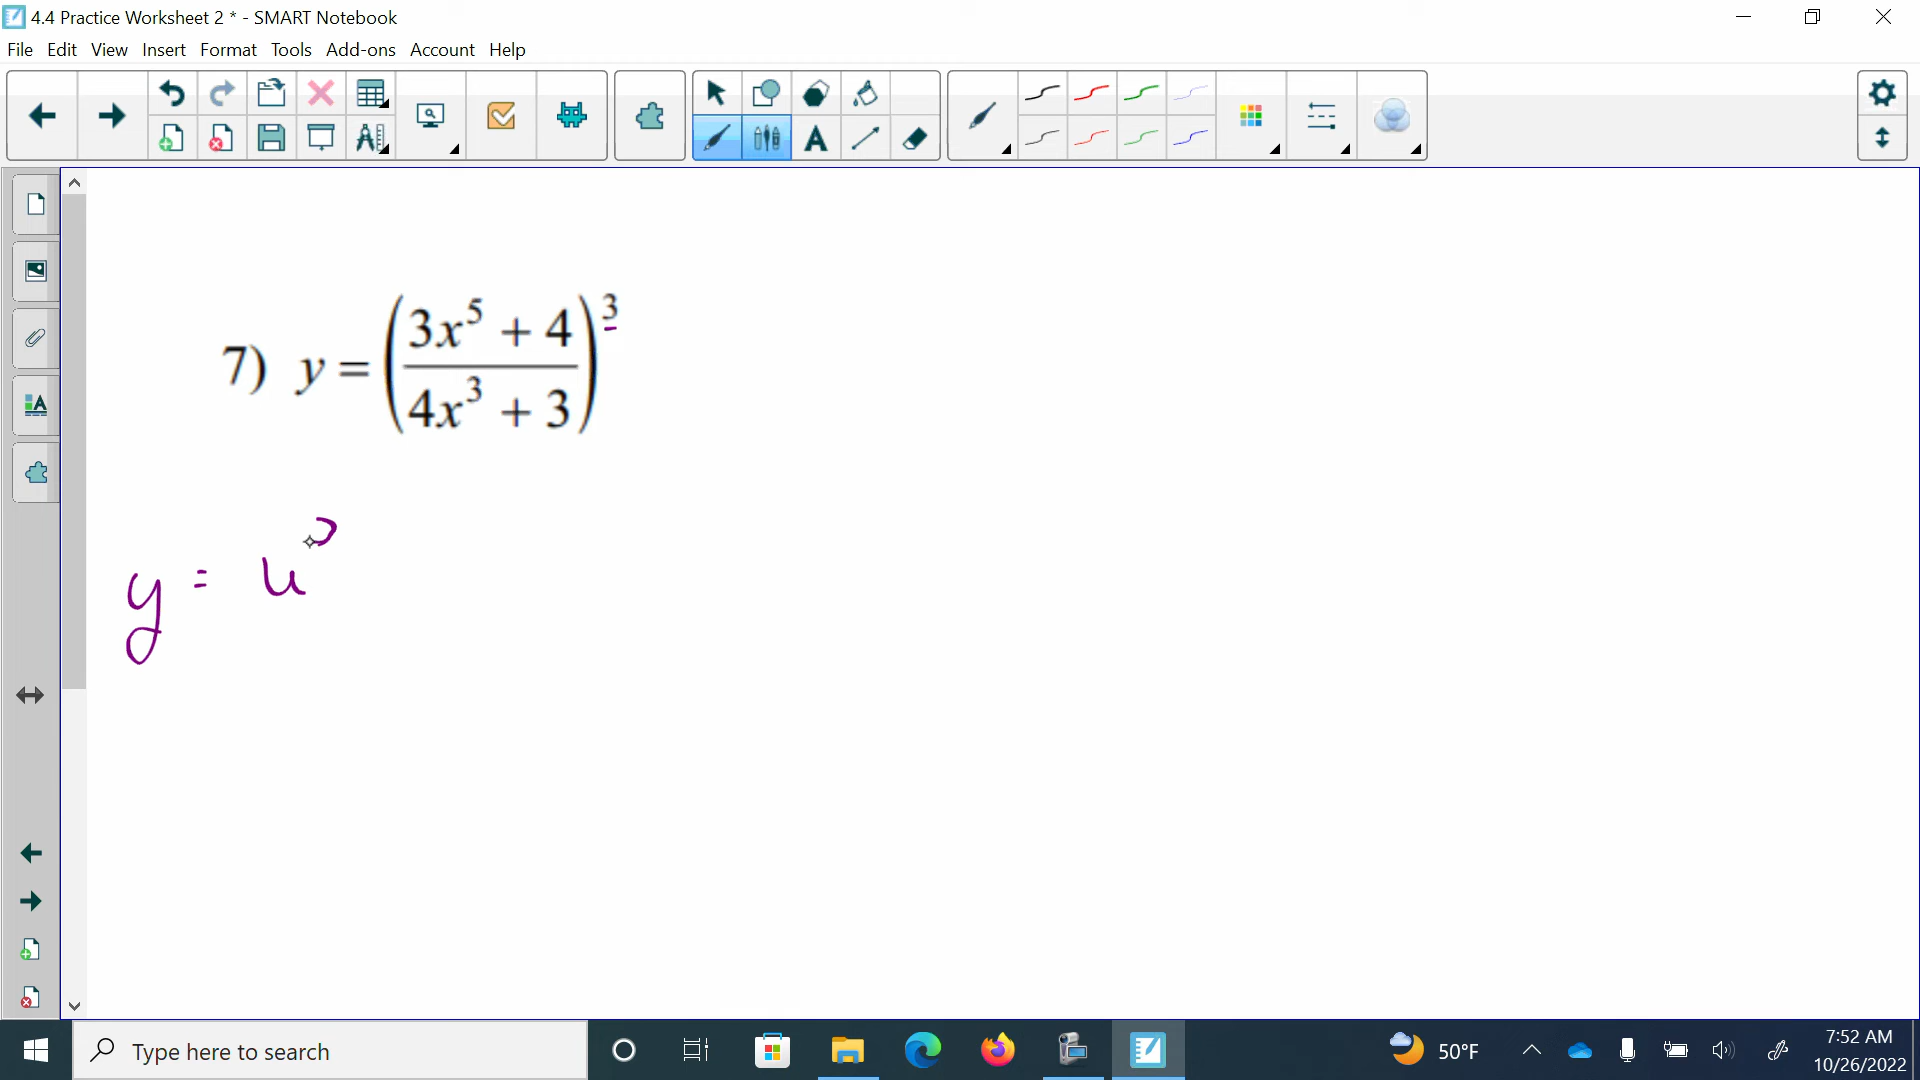 4.4 Practice Worksheet 2 * - SMART Notebook
File Edit View Insert Format Tools Add-ons Account Help
7) y = ((3x^5 + 4)/(4x^3 + 3))^3
y = u
Type here to search
50°F
7:52 AM
10/26/2022